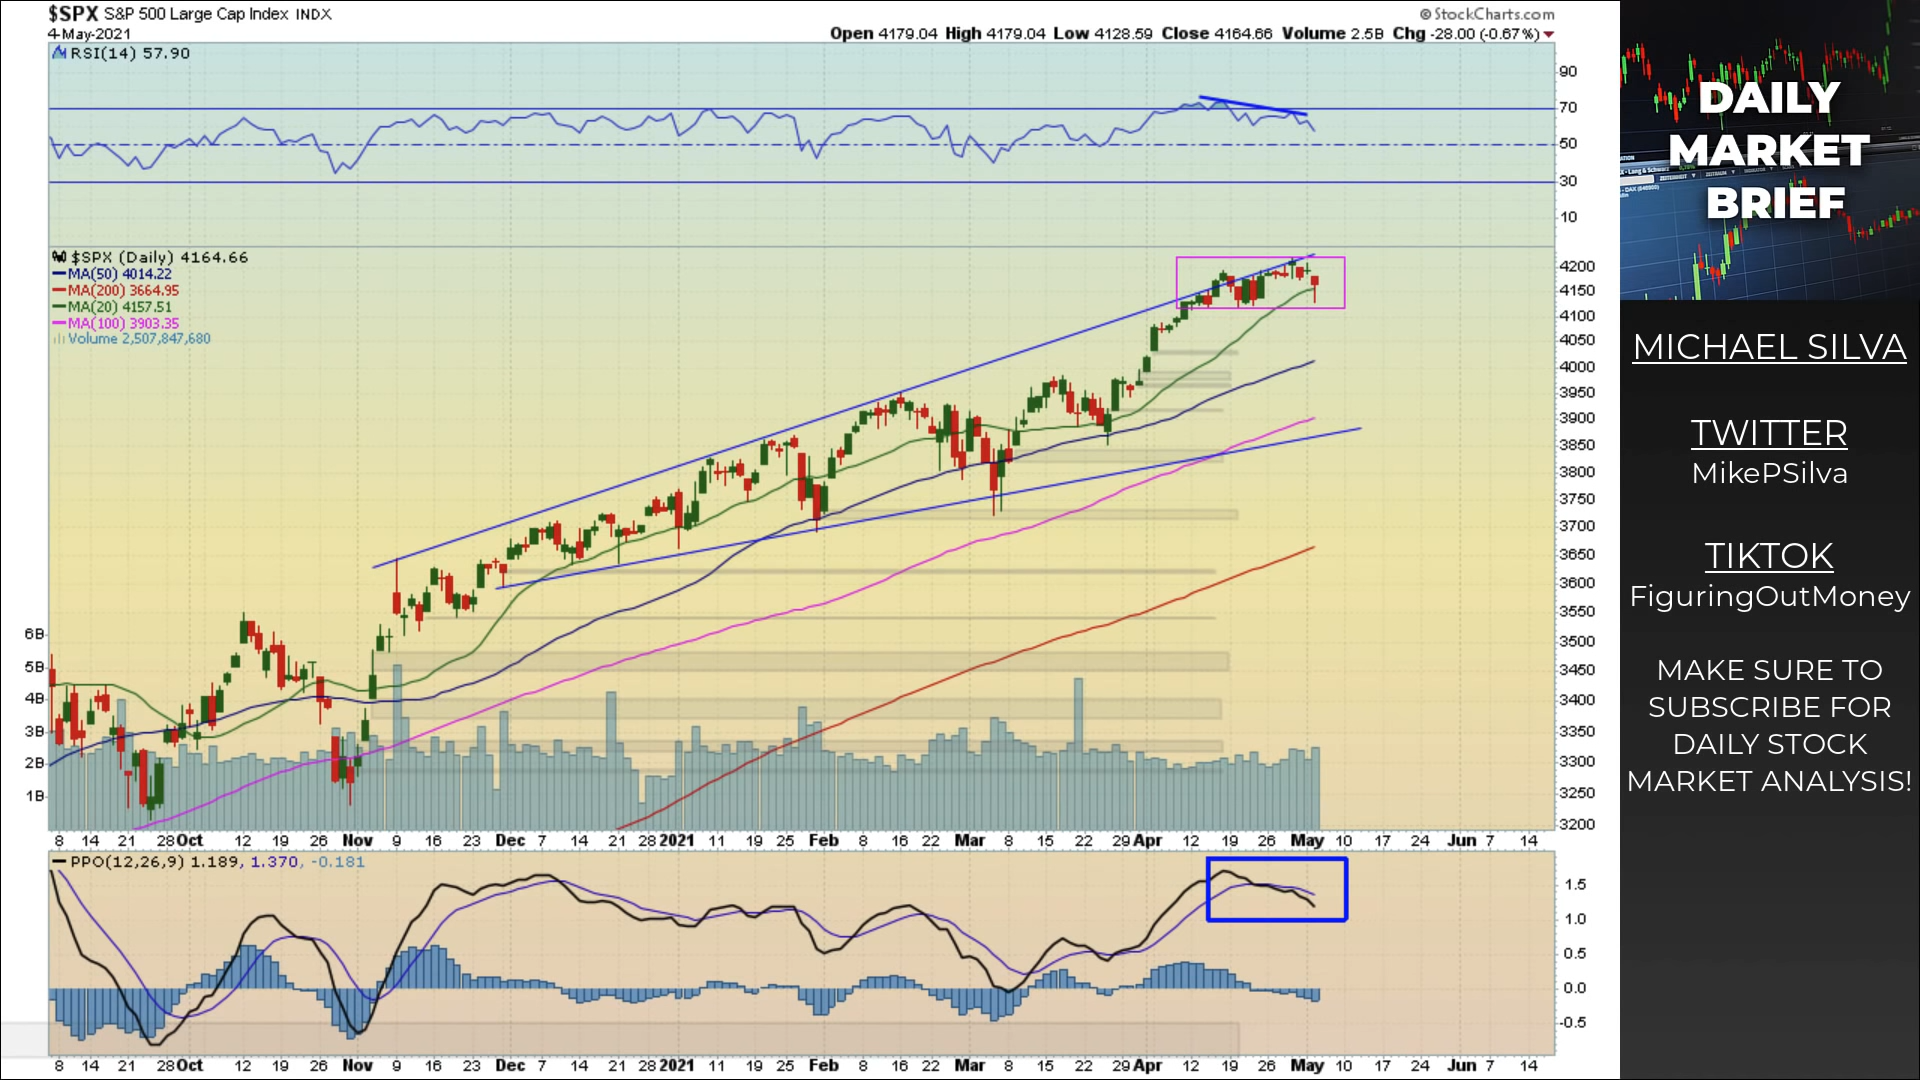 $SPX S&P 500 Large Cap Index INDX
© StockCharts.com
4-May-2021
Open 4179.04 High 4179.04 Low 4128.59 Close 4164.66 Volume 2.5B Chg -28.00 (-0.67%)
RSI(14) 57.90
90
70
50
30
10
$SPX (Daily) 4164.66
MA(50) 4014.22
MA(200) 3664.95
MA(20) 4157.51
MA(100) 3903.35
Volume 2,507,847,680
4200
4150
4100
4050
4000
3950
3900
3850
3800
3750
3700
3650
3600
3550
3500
3450
3400
3350
3300
3250
3200
6B
5B
4B
3B
2B
1B
8 14 21 28 Oct 12 19 26 Nov 9 16 23 Dec 7 14 21 28 2021 11 19 25 Feb 8 16 22 Mar 8 15 22 29 Apr 12 19 26 May 10 17 24 Jun 7 14
PPO(12,26,9) 1.189, 1.370, -0.181
1.5
1.0
0.5
0.0
-0.5
8 14 21 28 Oct 12 19 26 Nov 9 16 23 Dec 7 14 21 28 2021 11 19 25 Feb 8 16 22 Mar 8 15 22 29 Apr 12 19 26 May 10 17 24 Jun 7 14
DAILY
MARKET
BRIEF
MICHAEL SILVA
TWITTER
MikePSilva
TIKTOK
FiguringOutMoney
MAKE SURE TO
SUBSCRIBE FOR
DAILY STOCK
MARKET ANALYSIS!